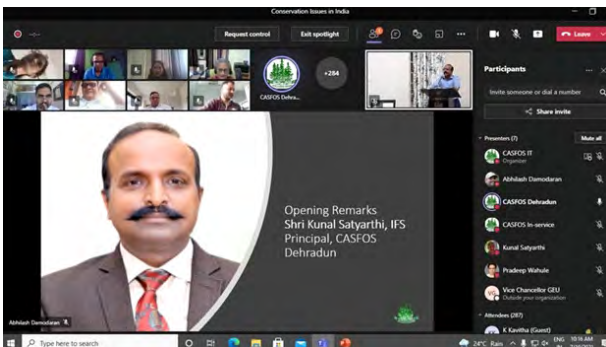 Conservation Issues in India
Request control
Exit spotlight
Leave
CASFOS Dehra...
+284
Participants
Invite someone or dial a number
Share invite
Presenters (7)
Mute all
CASFOS IT
Organizer
Abhilash Damodaran
CASFOS Dehradun
CASFOS In-service
Kunal Satyarthi
Pradeep Wahule
VG
Vice Chancellor GEU
Outside your organization
Attendees (287)
K Kavitha (Guest)
Opening Remarks
Shri Kunal Satyarthi, IFS
Principal, CASFOS
Dehradun
Abhilash Damodaran
Type here to search
24°C Rain
ENG
10:16 AM